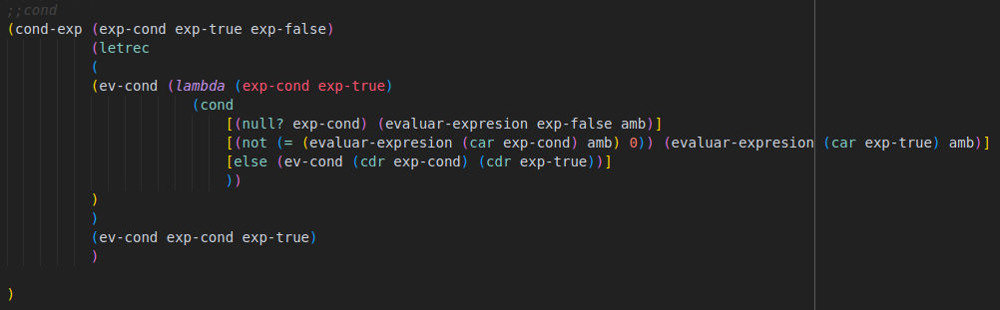 ;;cond
(cond-exp (exp-cond exp-true exp-false)
(letrec
(
(ev-cond (lambda (exp-cond exp-true)
(cond
[(null? exp-cond) (evaluar-expresion exp-false amb)]
[(not (= (evaluar-expresion (car exp-cond) amb) 0)) (evaluar-expresion (car exp-true) amb)]
[else (ev-cond (cdr exp-cond) (cdr exp-true))]
))
)
)
(ev-cond exp-cond exp-true)
)
)